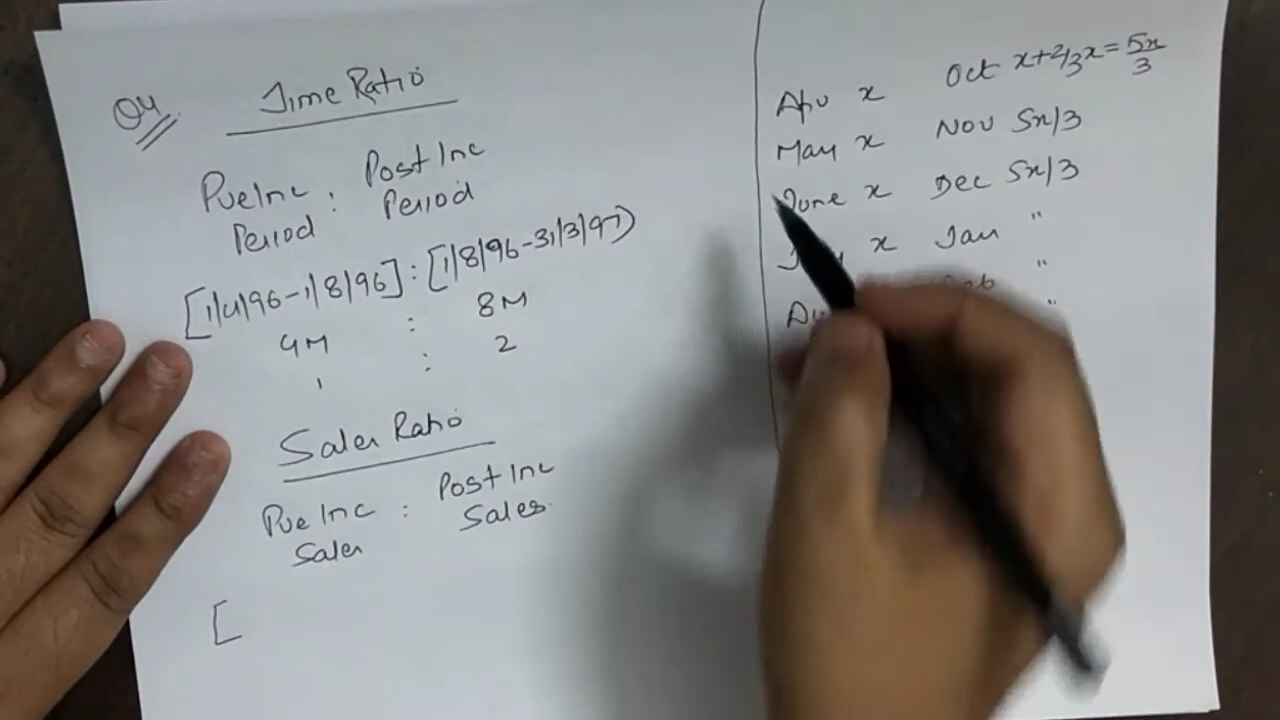 Q4. Time Ratio
Pre Inc Period : Post Inc Period
[1/4/96-1/8/96] : [1/8/96-31/3/97)
4M : 8M
1 : 2
Sales Ratio
Pre Inc Sales : Post Inc Sales.
[
Apr x Oct x+2/3x = 5x/3
May x Nov 5x/3
June x Dec 5x/3
x Jan "
"
"